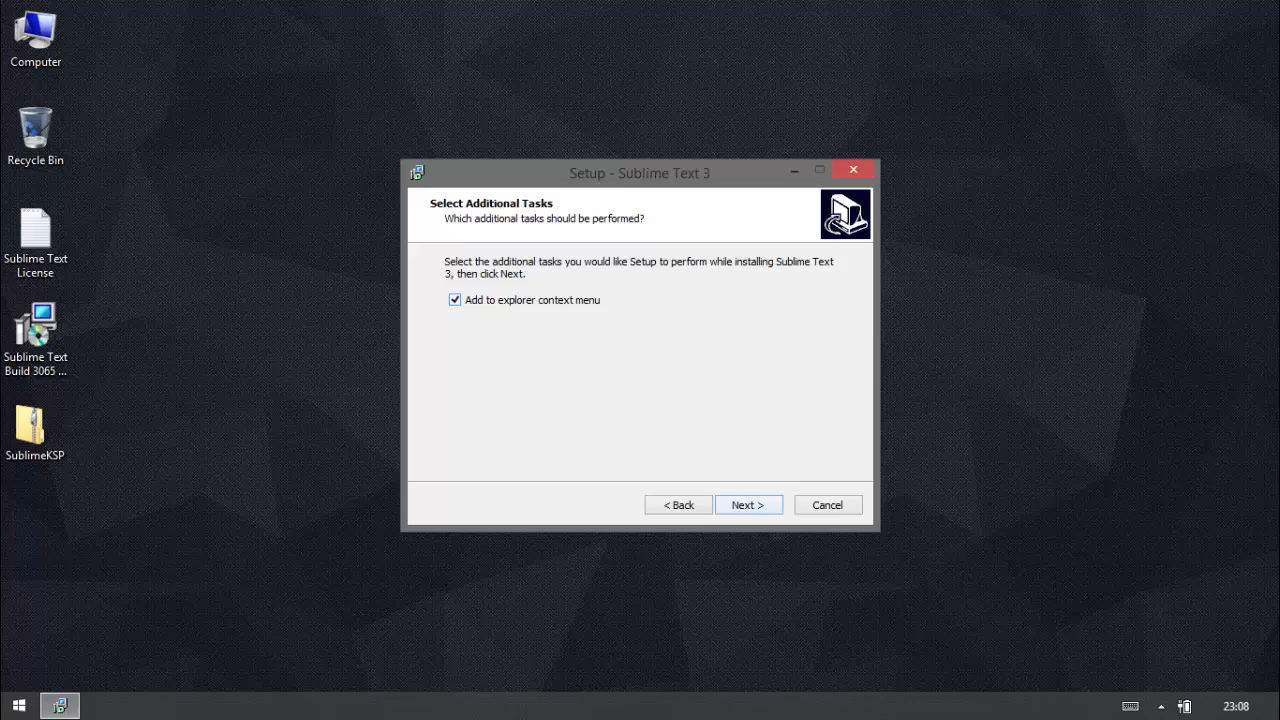 Computer
Recycle Bin
Sublime Text
License
Sublime Text
Build 3065 ...
SublimeKSP
Setup - Sublime Text 3
Select Additional Tasks
Which additional tasks should be performed?
Select the additional tasks you would like Setup to perform while installing Sublime Text
3, then click Next.
Add to explorer context menu
< Back
Next >
Cancel
23:08